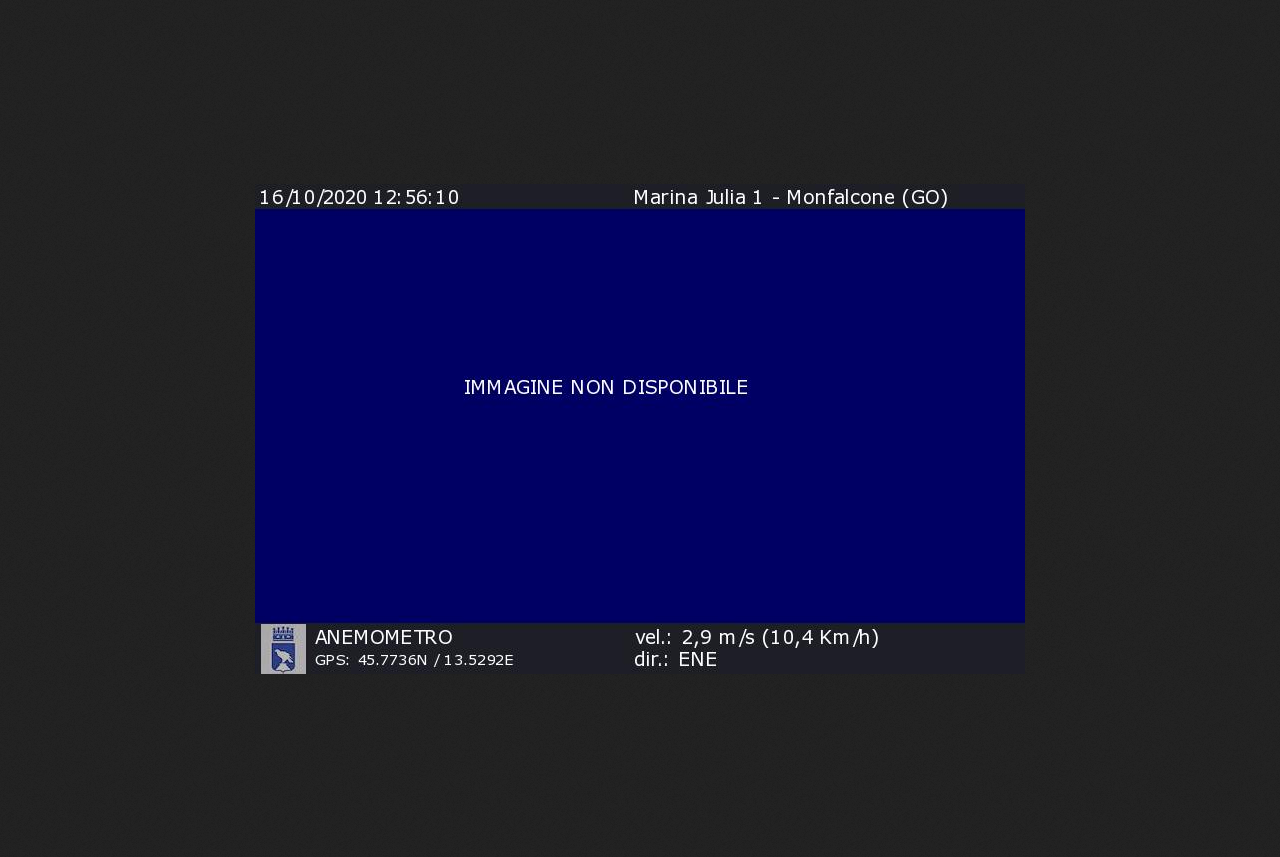 16/10/2020 12:56:10 Marina Julia 1 - Monfalcone (GO)
IMMAGINE NON DISPONIBILE
ANEMOMETRO vel.: 2,9 m/s (10,4 Km/h)
GPS: 45.7736N / 13.5292E dir.: ENE